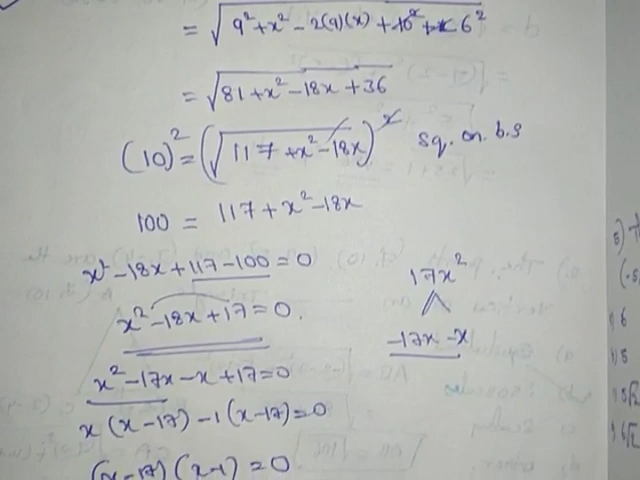 = √9² + x² - 2(9)(x) + 6²
= √81 + x² - 18x + 36
(10)² = (√117 + x² - 18x)² sq. on. b.s
100 = 117 + x² - 18x
x² - 18x + 117 - 100 = 0
17x²
x² - 18x + 17 = 0.
-17x -x
x² - 17x - x + 17 = 0
x(x - 17) - 1(x - 17) = 0
(x - 17)(x - 1) = 0